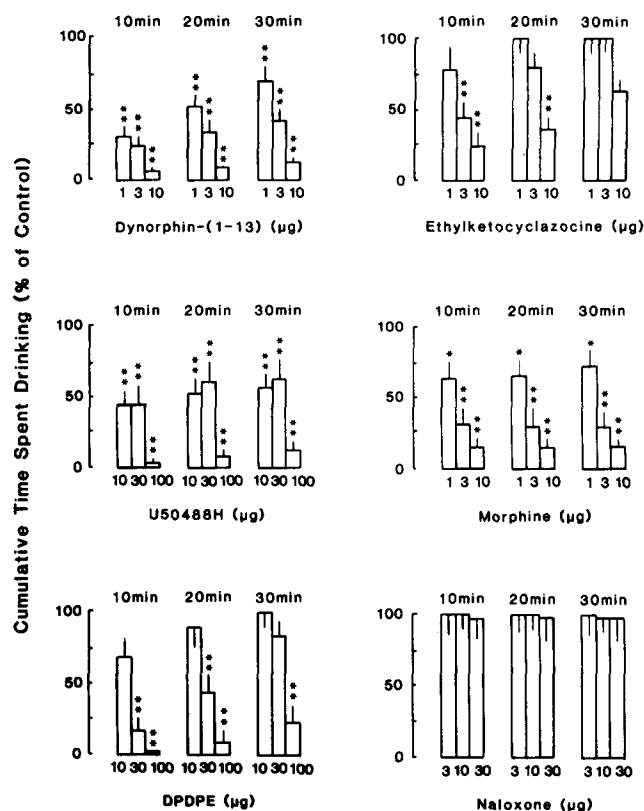 Cumulative Time Spent Drinking (% of Control)
10min 20min 30min
100
50
0
** ** ** ** ** ** ** **
1 3 10 1 3 10 1 3 10
Dynorphin-(1-13) (μg)
10min 20min 30min
100
50
0
** ** **
1 3 10 1 3 10 1 3 10
Ethylketocyclazocine (μg)
10min 20min 30min
100
50
0
** ** ** ** ** ** ** ** **
10 30 100 10 30 100 10 30 100
U50488H (μg)
10min 20min 30min
100
50
0
* ** ** * ** ** * ** **
1 3 10 1 3 10 1 3 10
Morphine (μg)
10min 20min 30min
100
50
0
** ** ** ** **
10 30 100 10 30 100 10 30 100
DPDPE (μg)
10min 20min 30min
100
50
0
3 10 30 3 10 30 3 10 30
Naloxone (μg)